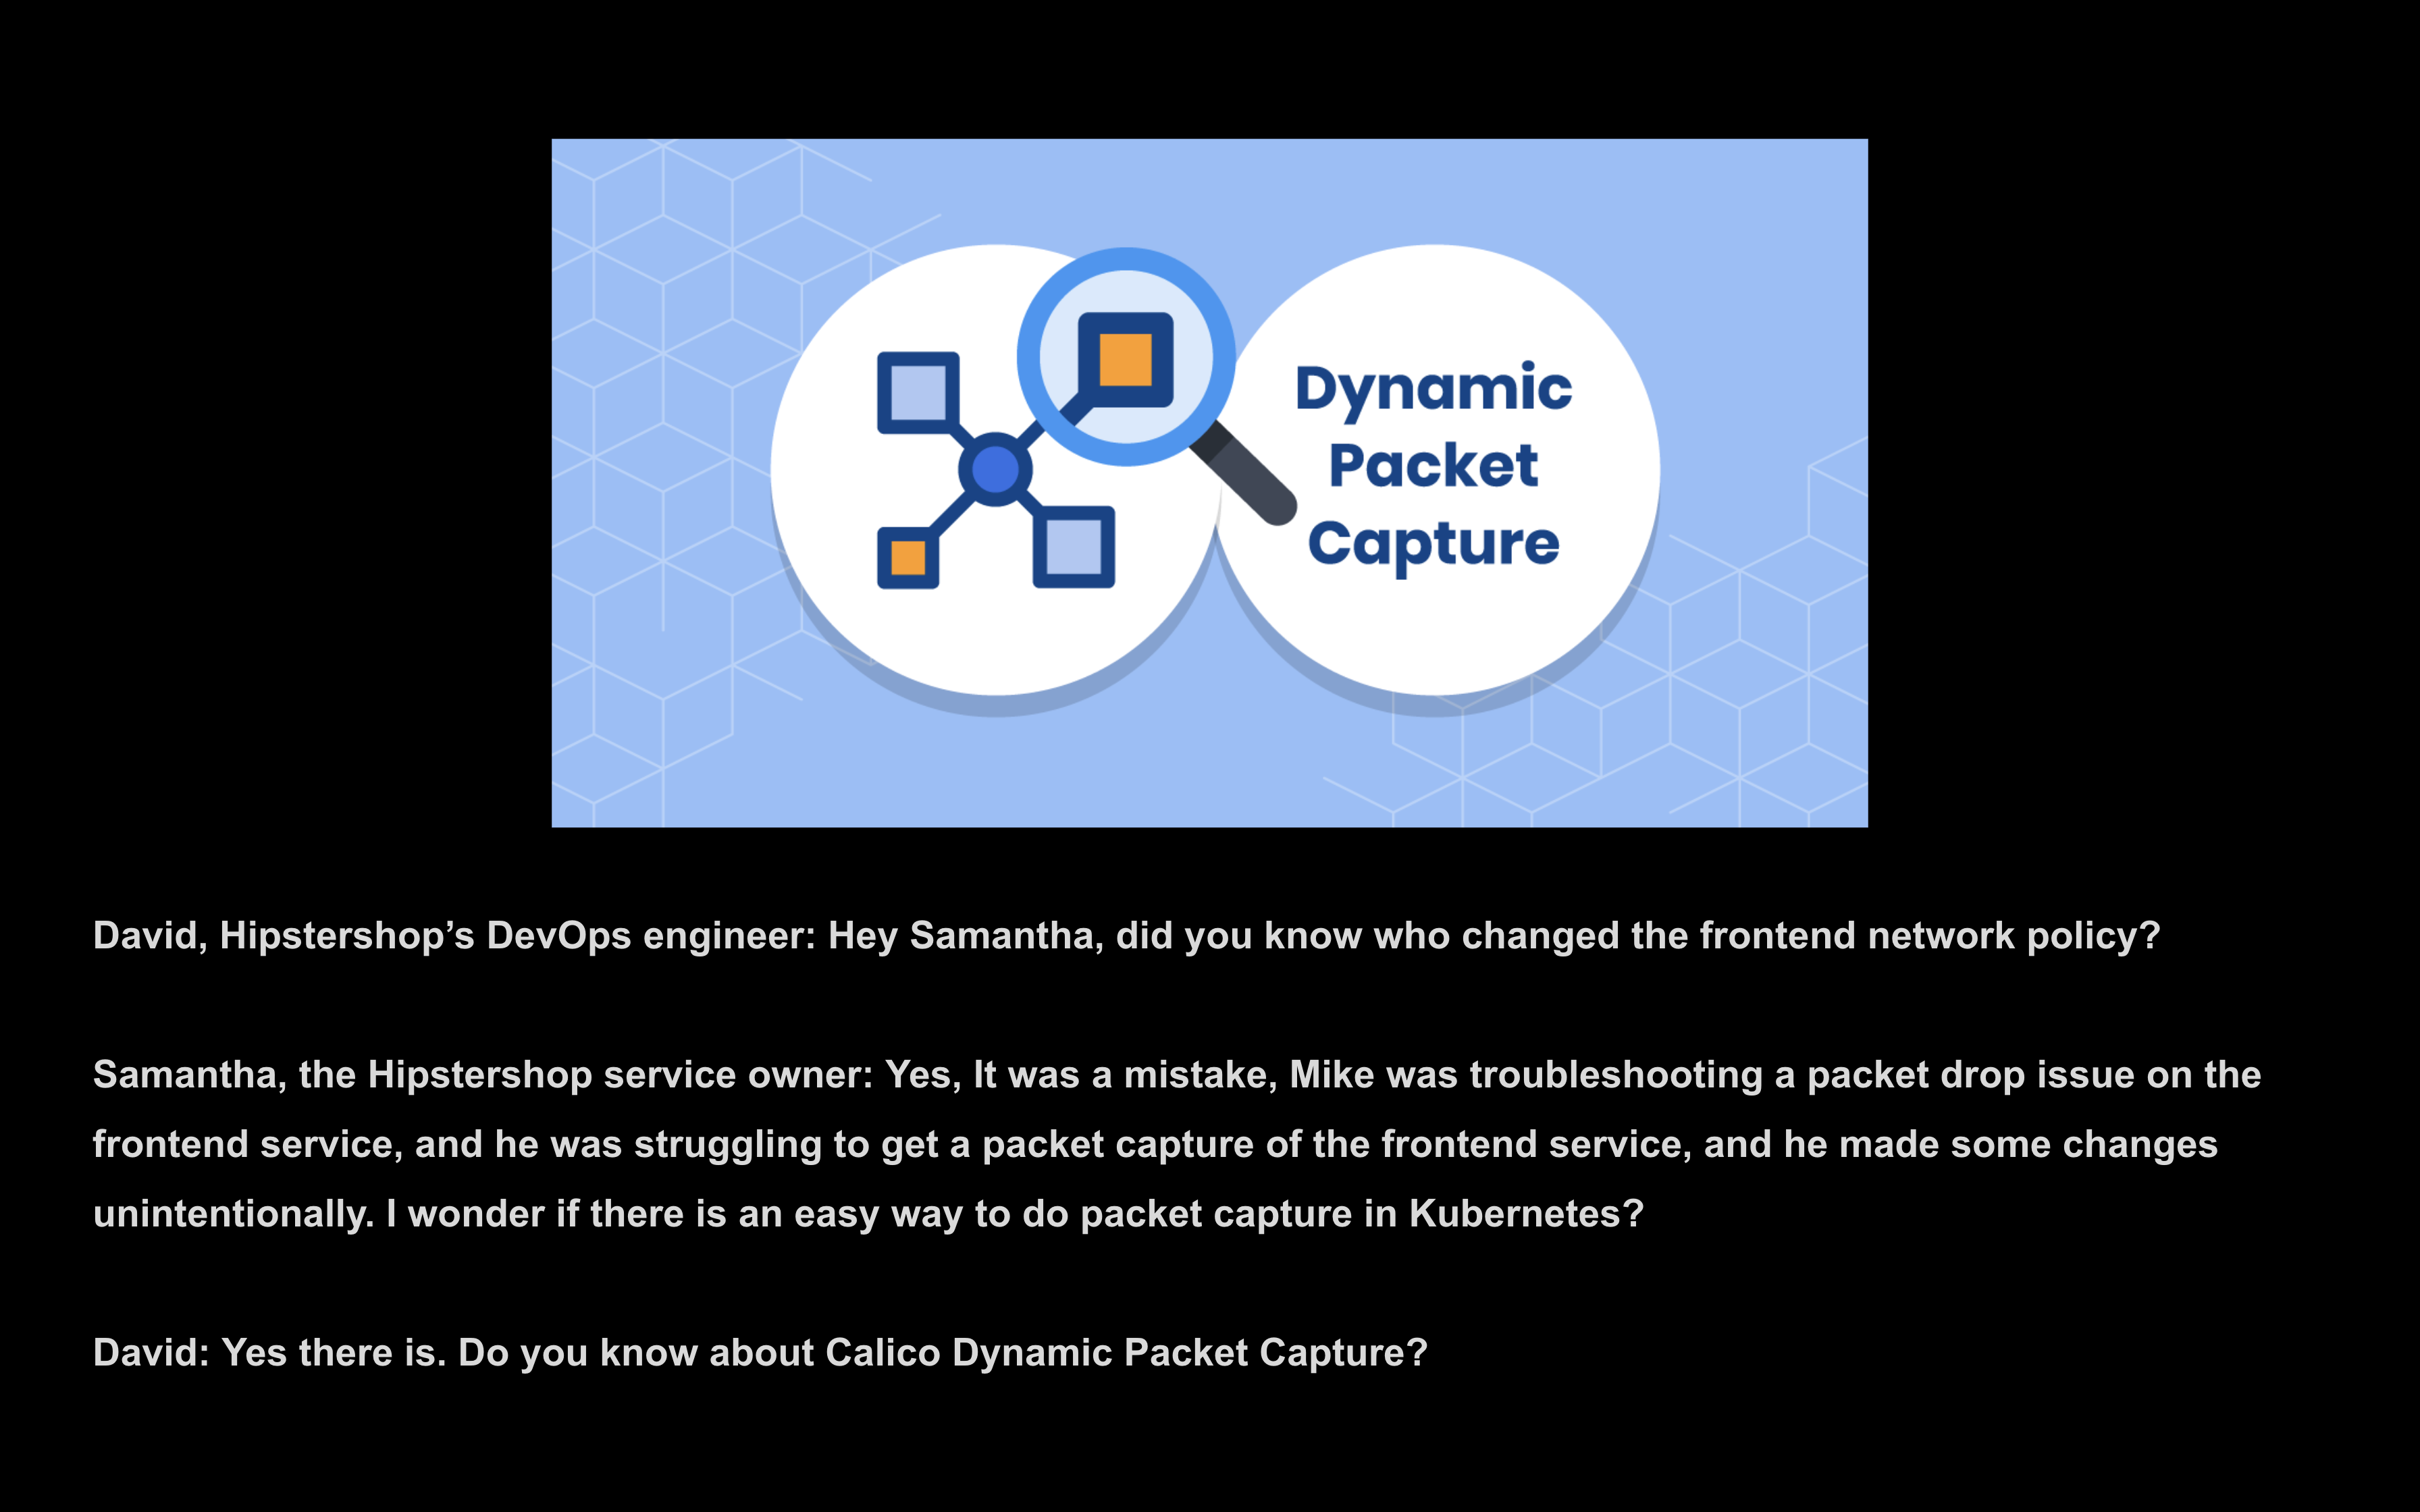 Dynamic
Packet
Capture
David, Hipstershop’s DevOps engineer: Hey Samantha, did you know who changed the frontend network policy?
Samantha, the Hipstershop service owner: Yes, It was a mistake, Mike was troubleshooting a packet drop issue on the
frontend service, and he was struggling to get a packet capture of the frontend service, and he made some changes
unintentionally. I wonder if there is an easy way to do packet capture in Kubernetes?
David: Yes there is. Do you know about Calico Dynamic Packet Capture?